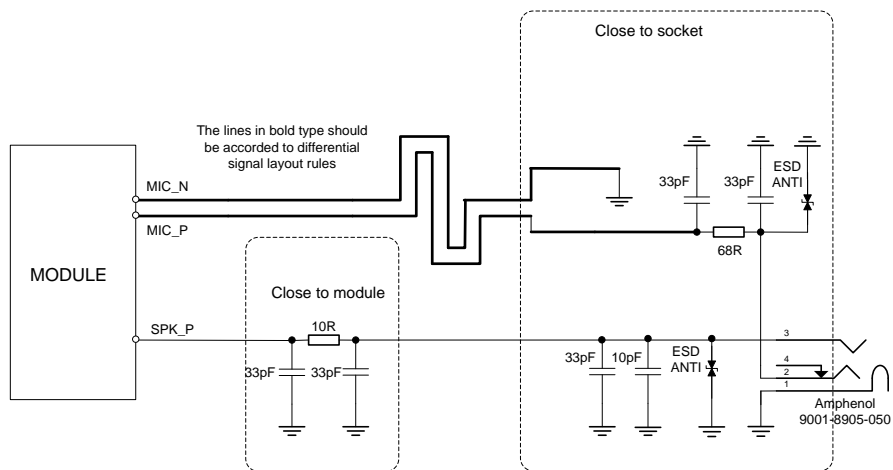 Close to socket
The lines in bold type should
be accorded to differential
signal layout rules
MIC_N
MIC_P
33pF
33pF
ESD
ANTI
68R
MODULE
Close to module
SPK_P
10R
33pF
33pF
33pF
10pF
ESD
ANTI
3
4
2
1
Amphenol
9001-8905-050